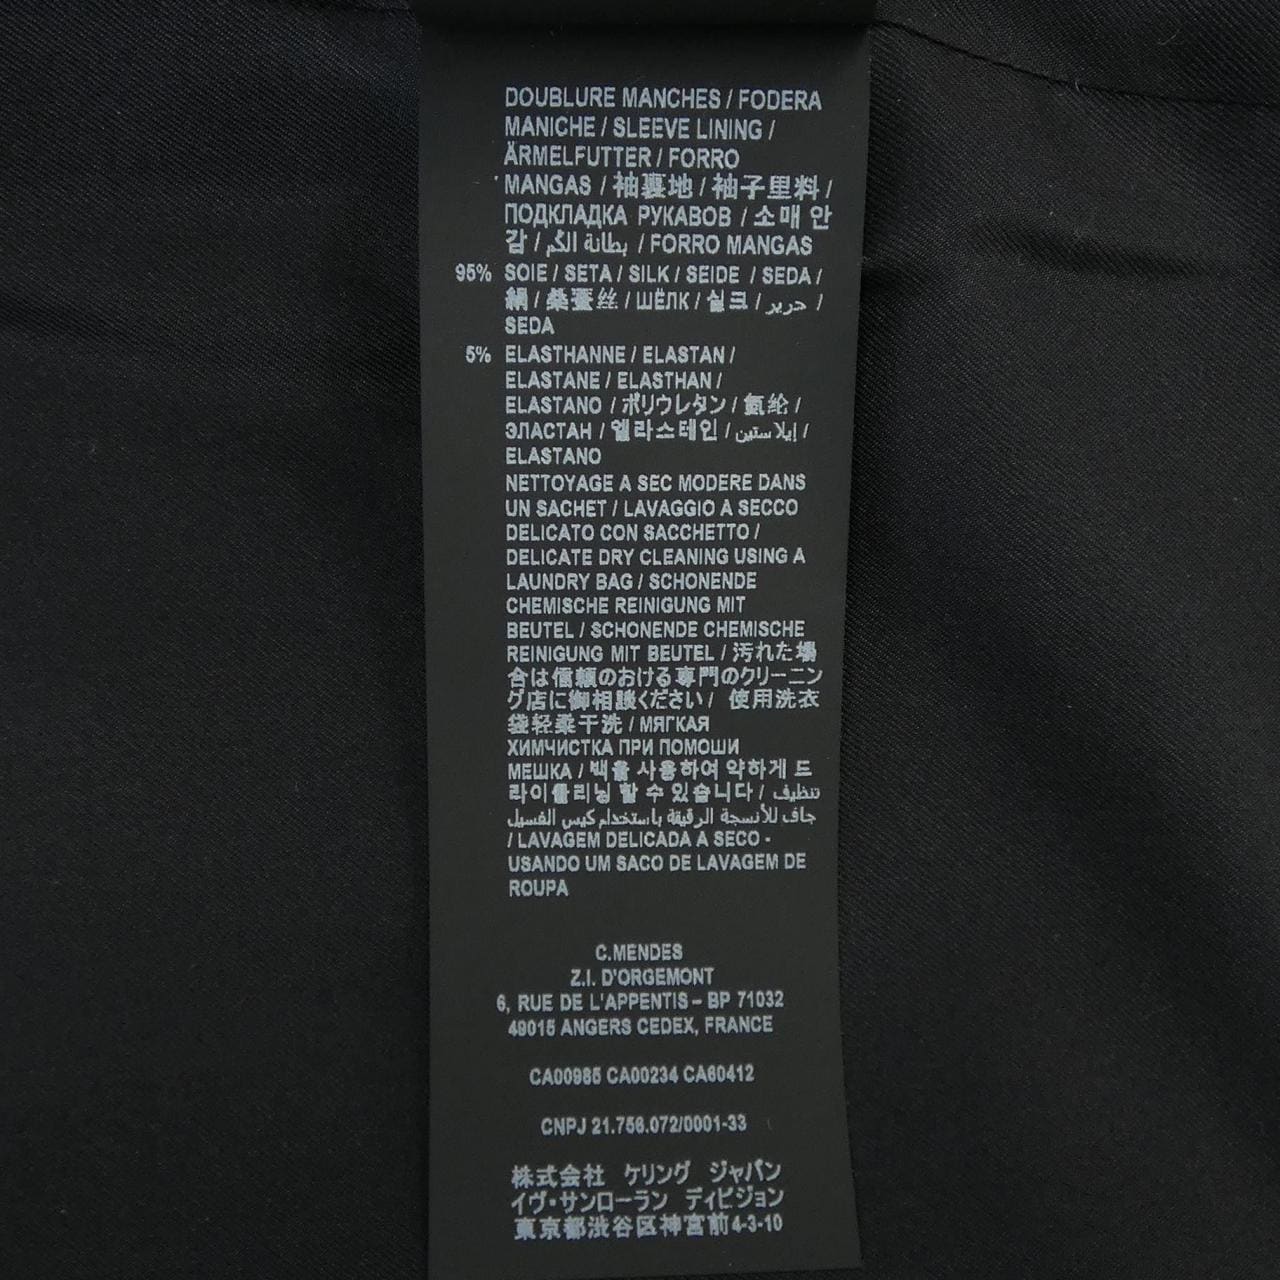 DOUBLURE MANCHES / FODERA
MANICHE / SLEEVE LINING /
ÄRMELFUTTER / FORRO
MANGAS / 袖裏地 / 袖子里料 /
ПОДКЛАДКА РУКАВОВ / 소매 안
감 / بطانة الكُم / FORRO MANGAS
95% SOIE / SETA / SILK / SEIDE / SEDA /
絹 / 桑蚕丝 / ШЁЛК / 실크 / حرير /
SEDA
5% ELASTHANNE / ELASTAN /
ELASTANE / ELASTHAN /
ELASTANO / ポリウレタン / 氨纶 /
ЭЛАСТАН / 엘라스테인 / إيلاستين /
ELASTANO
NETTOYAGE A SEC MODERE DANS
UN SACHET / LAVAGGIO A SECCO
DELICATO CON SACCHETTO /
DELICATE DRY CLEANING USING A
LAUNDRY BAG / SCHONENDE
CHEMISCHE REINIGUNG MIT
BEUTEL / SCHONENDE CHEMISCHE
REINIGUNG MIT BEUTEL / 汚れた場
合は信頼のおける専門のクリーニン
グ店に御相談ください / 使用洗衣
袋轻柔干洗 / МЯГКАЯ
ХИМЧИСТКА ПРИ ПОМОШИ
МЕШКА / 백을 사용하여 약하게 드
라이클리닝 할 수 있습니다 / تنظيف
جاف للأنسجة الرقيقة باستخدام كيس الغسيل
/ LAVAGEM DELICADA A SECO -
USANDO UM SACO DE LAVAGEM DE
ROUPA
C.MENDES
Z.I. D'ORGEMONT
6, RUE DE L'APPENTIS – BP 71032
49015 ANGERS CEDEX, FRANCE
CA00985 CA00234 CA60412
CNPJ 21.756.072/0001-33
株式会社 ケリング ジャパン
イヴ・サンローラン ディビジョン
東京都渋谷区神宮前4-3-10